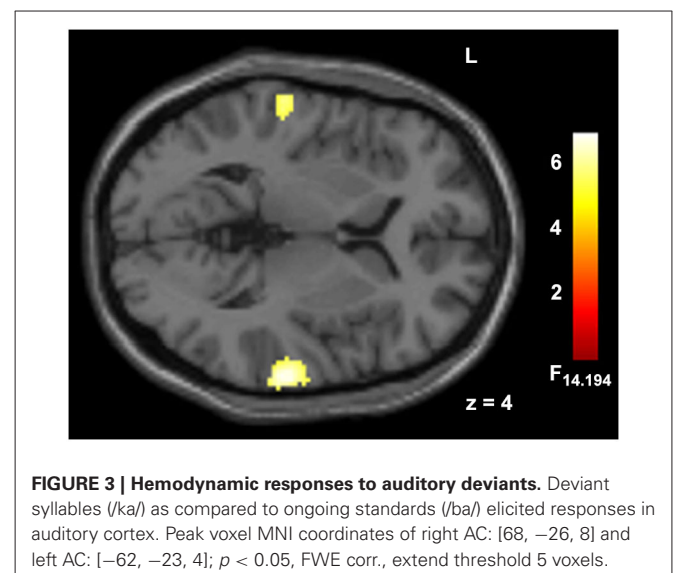 L
6
4
2
F14.194
z = 4
FIGURE 3 | Hemodynamic responses to auditory deviants. Deviant
syllables (/ka/) as compared to ongoing standards (/ba/) elicited responses in
auditory cortex. Peak voxel MNI coordinates of right AC: [68, −26, 8] and
left AC: [−62, −23, 4]; p < 0.05, FWE corr., extend threshold 5 voxels.